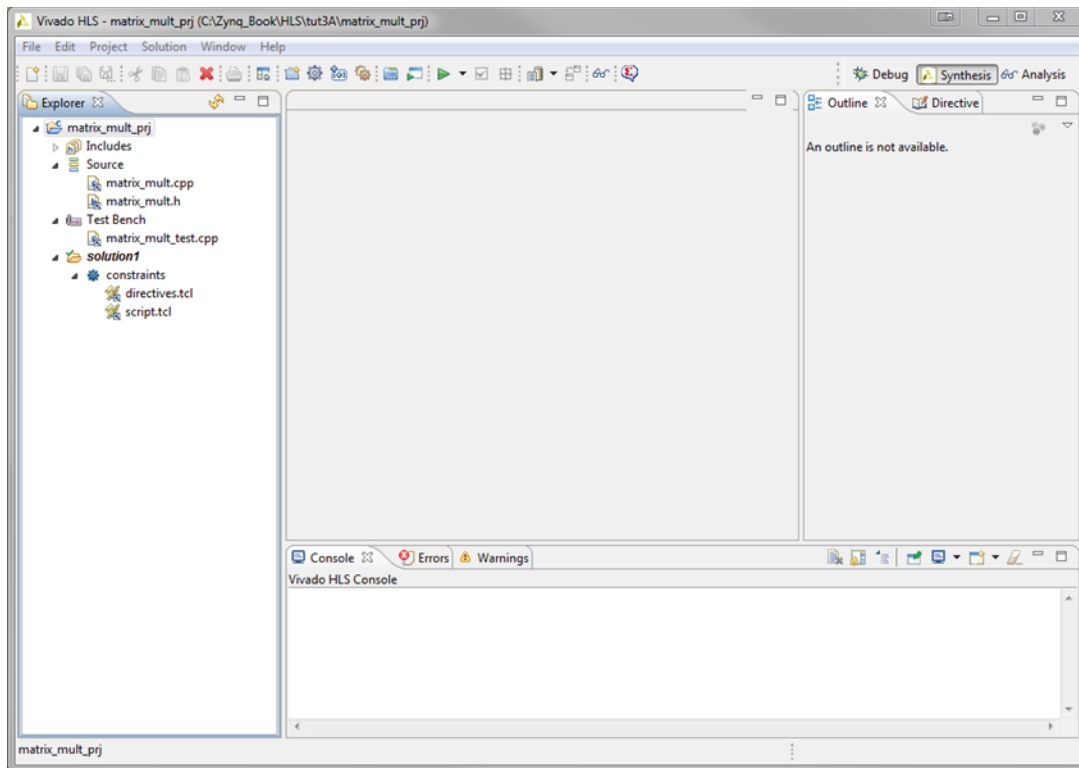 Vivado HLS - matrix_mult_prj (C:\Zynq_Book\HLS\tut3A\matrix_mult_prj)
File Edit Project Solution Window Help
Debug Synthesis Analysis
Explorer
matrix_mult_prj
Includes
Source
matrix_mult.cpp
matrix_mult.h
Test Bench
matrix_mult_test.cpp
solution1
constraints
directives.tcl
script.tcl
Outline Directive
An outline is not available.
Console Errors Warnings
Vivado HLS Console
matrix_mult_prj